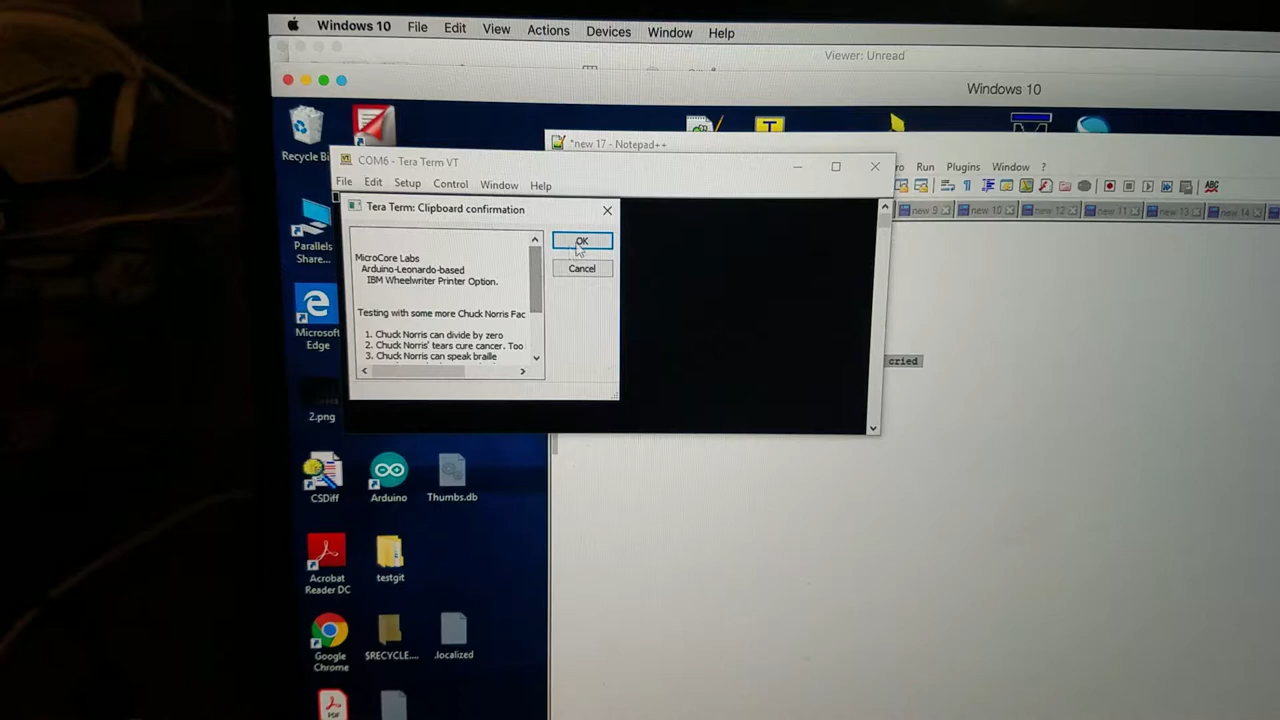 Windows 10 File Edit View Actions Devices Window Help
Viewer: Unread
Windows 10
Recycle Bi
*new 17 - Notepad++
COM6 - Tera Term VT
ro Run Plugins Window ?
File Edit Setup Control Window Help
new 9 new 10 new 12 new 11 new 13 new 14
Tera Term: Clipboard confirmation
OK
Cancel
MicroCore Labs
Arduino-Leonardo-based
IBM Wheelwriter Printer Option.
Testing with some more Chuck Norris Fac
1. Chuck Norris can divide by zero
2. Chuck Norris' tears cure cancer. Too
3. Chuck Norris can speak braille
cried
Parallels
Share...
Microsoft
Edge
2.png
CSDiff
Arduino
Thumbs.db
Acrobat
Reader DC
testgit
Google
Chrome
$RECYCLE....
.localized
PDF